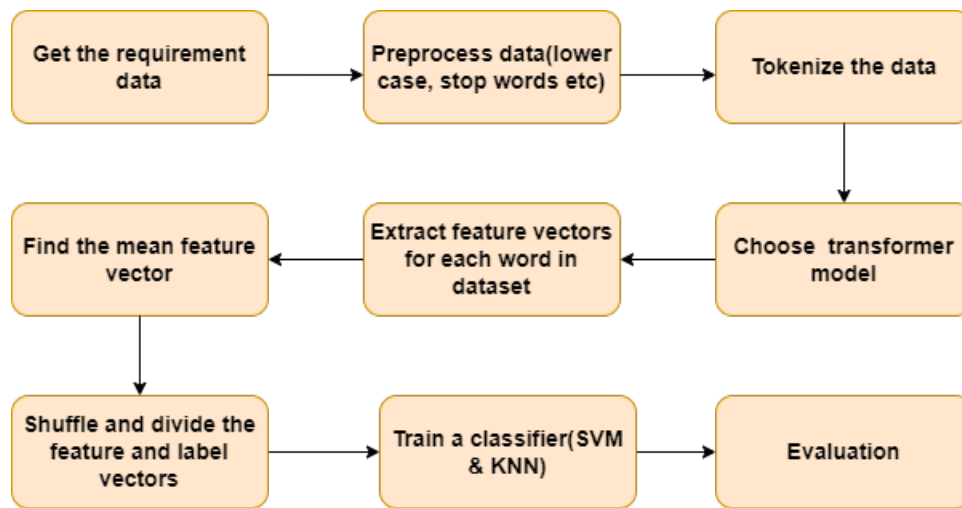 Get the requirement
data
Preprocess data(lower
case, stop words etc)
Tokenize the data
Choose transformer
model
Extract feature vectors
for each word in
dataset
Find the mean feature
vector
Shuffle and divide the
feature and label
vectors
Train a classifier(SVM
& KNN)
Evaluation